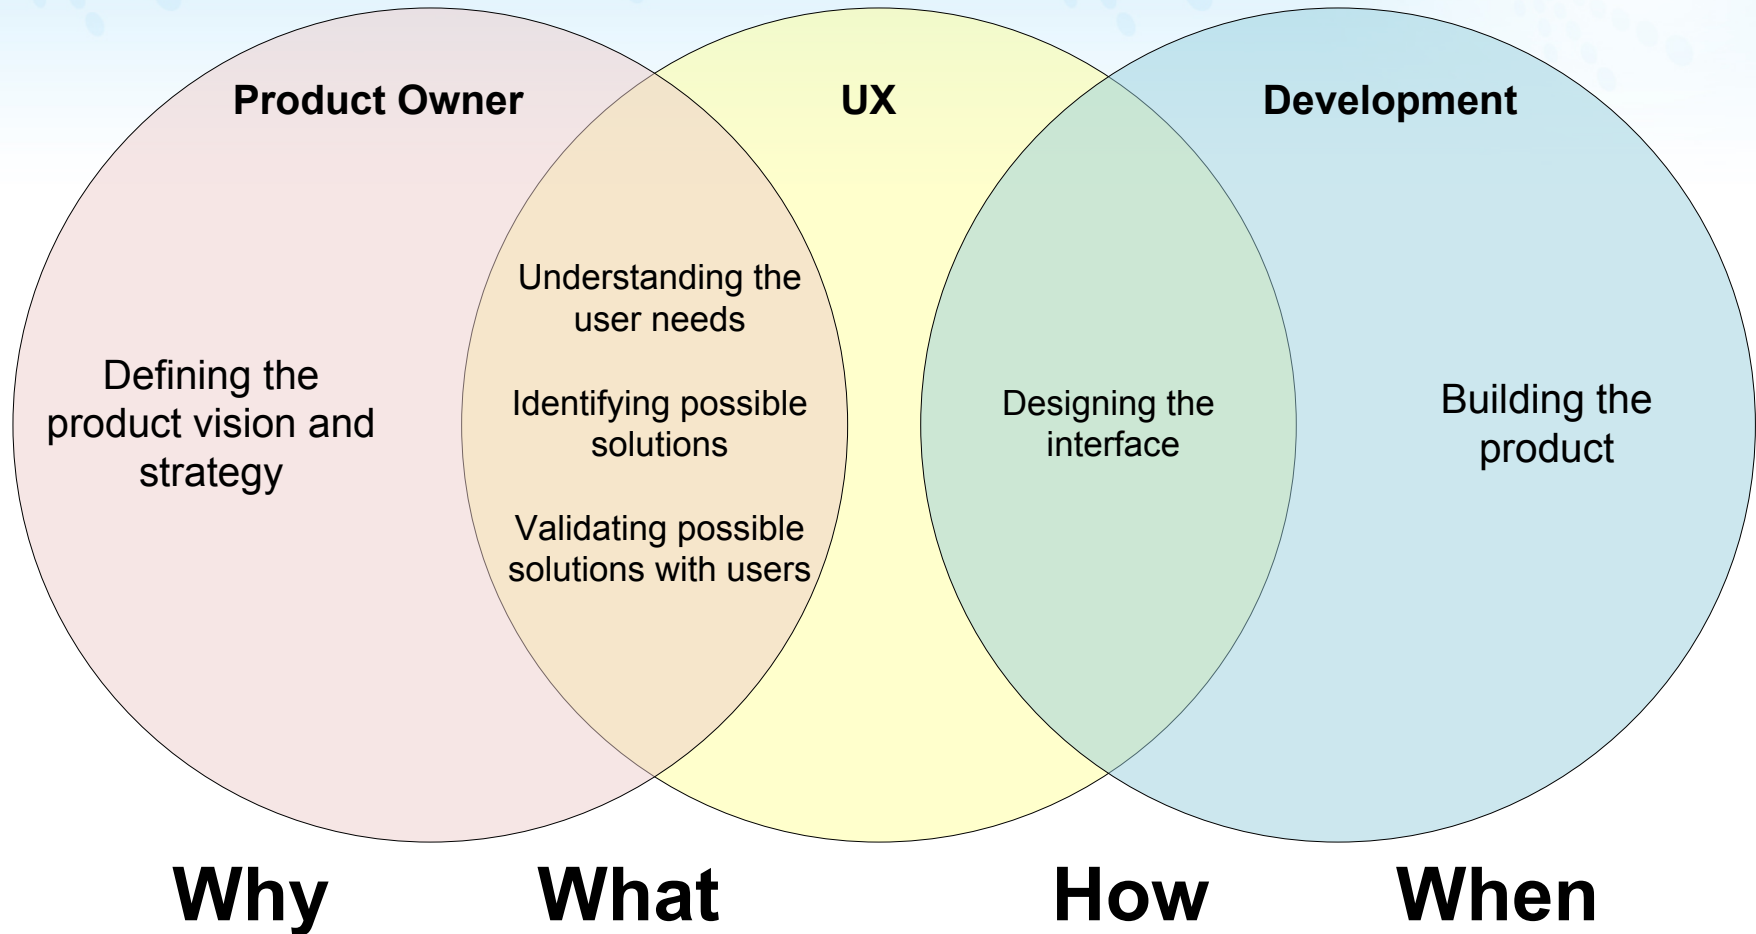 Product Owner
UX
Development
Defining the
product vision and
strategy
Understanding the
user needs
Identifying possible
solutions
Validating possible
solutions with users
Designing the
interface
Building the
product
Why
What
How
When